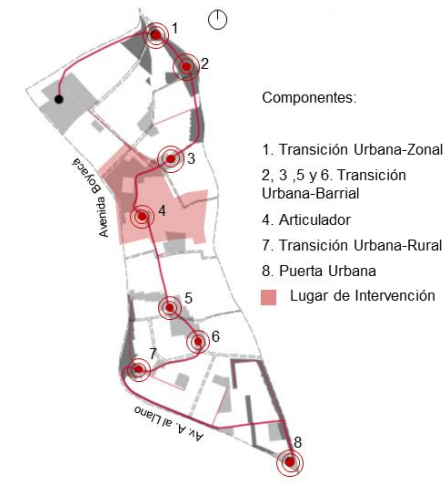 1
2
Componentes:
1. Transición Urbana-Zonal
3
2, 3 ,5 y 6. Transición
Urbana-Barrial
Avenida Boyacá
4
4. Articulador
7. Transición Urbana-Rural
8. Puerta Urbana
Lugar de Intervención
5
6
7
Av. A. al Llano
8